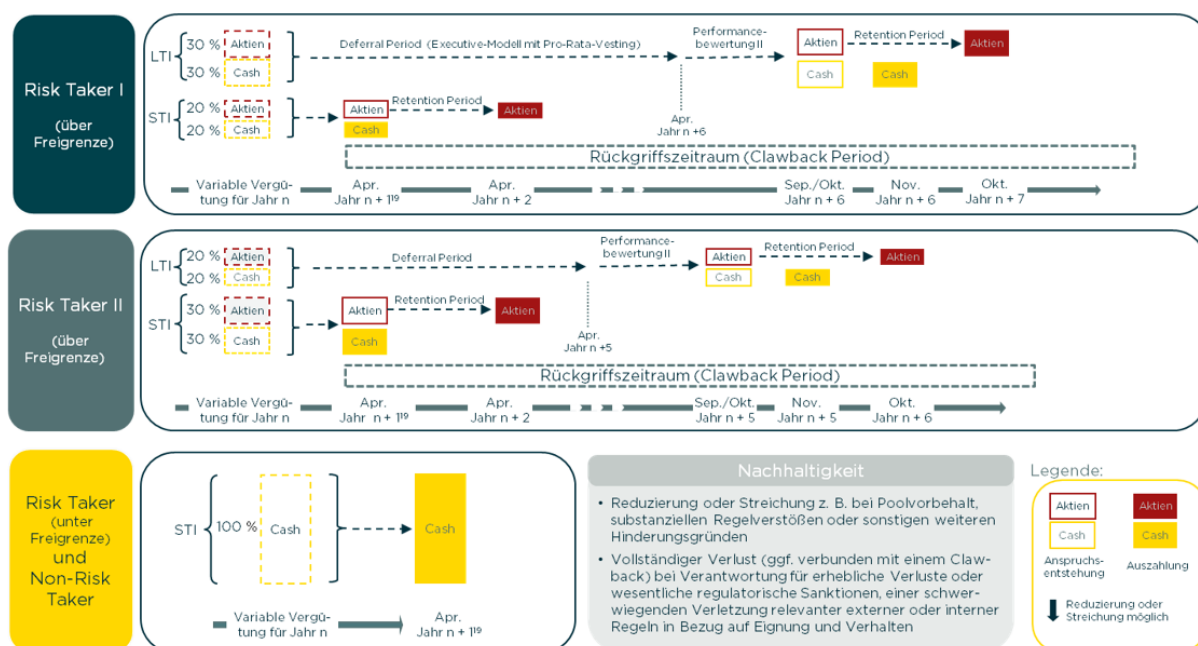 Risk Taker I
(über
Freigrenze)
LTI
30 %
Aktien
30 %
Cash
Deferral Period (Executive-Modell mit Pro-Rata-Vesting)
Performance-
bewertung II
Aktien
Retention Period
Aktien
Cash
Cash
STI
20 %
Aktien
20 %
Cash
Aktien
Retention Period
Aktien
Cash
Apr.
Jahr n +6
Rückgriffszeitraum (Clawback Period)
Variable Vergü-
tung für Jahr n
Apr.
Jahr n + 1¹⁹
Apr.
Jahr n + 2
Sep./Okt.
Jahr n + 6
Nov.
Jahr n + 6
Okt.
Jahr n + 7
Risk Taker II
(über
Freigrenze)
LTI
20 %
Aktien
20 %
Cash
Deferral Period
Performance-
bewertung II
Aktien
Retention Period
Aktien
Cash
Cash
STI
30 %
Aktien
30 %
Cash
Aktien
Retention Period
Aktien
Cash
Apr.
Jahr n +5
Rückgriffszeitraum (Clawback Period)
Variable Vergü-
tung für Jahr n
Apr.
Jahr n + 1¹⁹
Apr.
Jahr n + 2
Sep./Okt.
Jahr n + 5
Nov.
Jahr n + 5
Okt.
Jahr n + 6
Risk Taker
(unter
Freigrenze)
und
Non-Risk
Taker
STI
100 %
Cash
Cash
Variable Vergü-
tung für Jahr n
Apr.
Jahr n + 1¹⁹
Nachhaltigkeit
• Reduzierung oder Streichung z. B. bei Poolvorbehalt,
substanziellen Regelverstößen oder sonstigen weiteren
Hinderungsgründen
• Vollständiger Verlust (ggf. verbunden mit einem Claw-
back) bei Verantwortung für erhebliche Verluste oder
wesentliche regulatorische Sanktionen, einer schwer-
wiegenden Verletzung relevanter externer oder interner
Regeln in Bezug auf Eignung und Verhalten
Legende:
Aktien
Aktien
Cash
Cash
Anspruchs-
entstehung
Auszahlung
Reduzierung oder
Streichung möglich